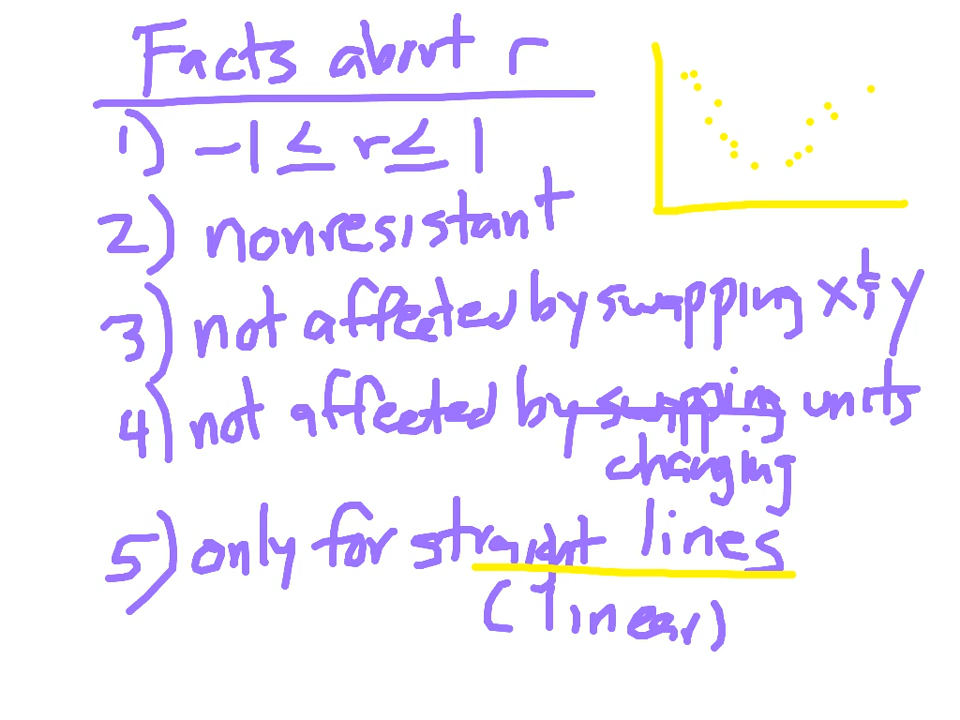 Facts about r
1) -1 ≤ r ≤ 1
2) nonresistant
3) not affected by swapping x & y
4) not affected by swapping units
changing
5) only for straight lines
(linear)